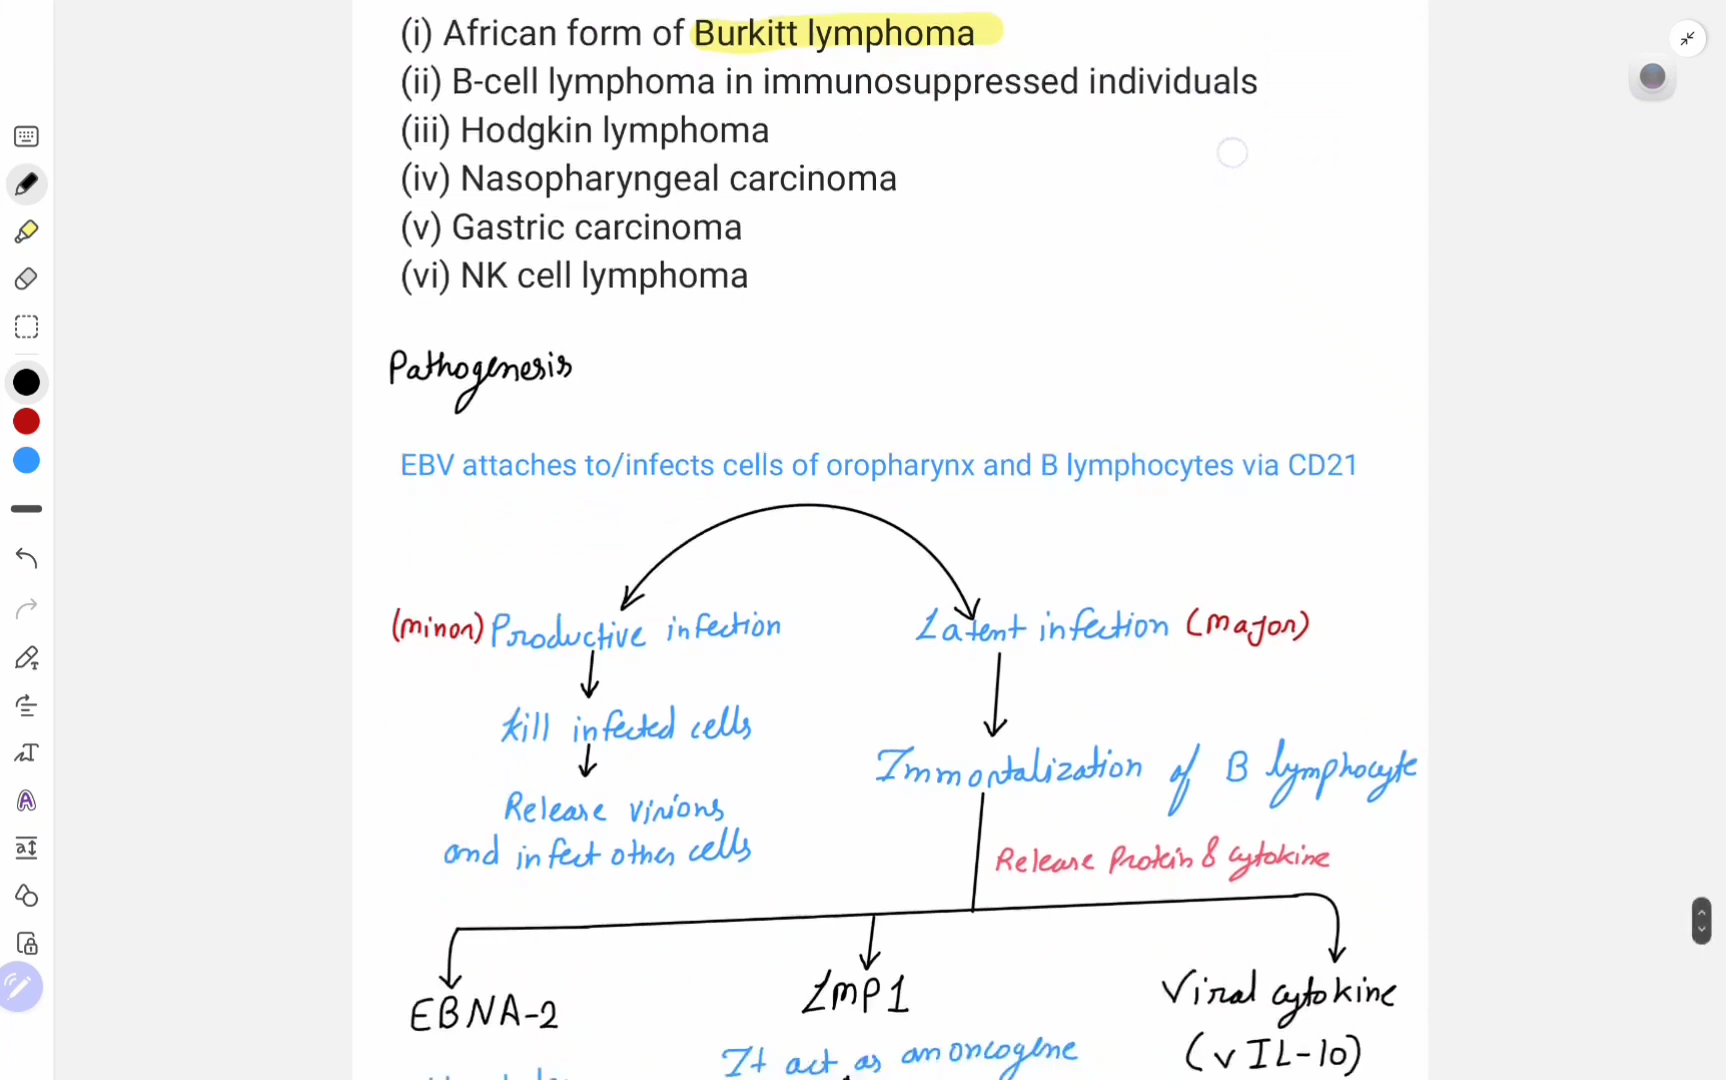 (i) African form of Burkitt lymphoma
(ii) B-cell lymphoma in immunosuppressed individuals
(iii) Hodgkin lymphoma
(iv) Nasopharyngeal carcinoma
(v) Gastric carcinoma
(vi) NK cell lymphoma
Pathogenesis
EBV attaches to/infects cells of oropharynx and B lymphocytes via CD21
(minor) Productive infection
Latent infection (major)
kill infected cells
Release virions
and infect other cells
Immortalization of B lymphocyte
Release Protein & cytokine
EBNA-2
LMP1
It act as an oncogene
Viral cytokine
(vIL-10)